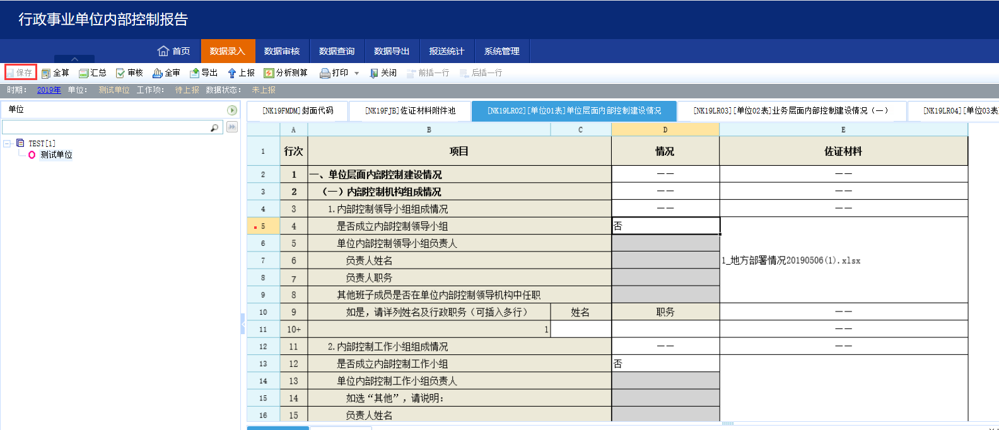 行政事业单位内部控制报告
首页 数据录入 数据审核 数据查询 数据导出 报送统计 系统管理
保存 全算 汇总 审核 全审 导出 上报 分析测算 打印 关闭 前插一行 后插一行
时期： 2019年 单位： 测试单位 工作项： 待上报 数据状态： 未上报
单位
TEST[1]
测试单位
[NK19FMDM]封面代码 [NK19FJB]佐证材料附件池 [NK19LR02][单位01表]单位层面内部控制建设情况 [NK19LR03][单位02表]业务层面内部控制建设情况（一） [NK19LR04][单位03表
A B C D E
1 行次 项目 情况 佐证材料
2 1 一、单位层面内部控制建设情况 —— ——
3 2 （一）内部控制机构组成情况 —— ——
4 3 1.内部控制领导小组组成情况 —— ——
5 4 是否成立内部控制领导小组 否
6 5 单位内部控制领导小组负责人
7 6 负责人姓名 1_地方部署情况20190506(1).xlsx
8 7 负责人职务
9 8 其他班子成员是否在单位内部控制领导机构中任职
10 9 如是，请详列姓名及行政职务（可插入多行） 姓名 职务 ——
11 10+ 1 ——
12 11 2.内部控制工作小组组成情况 —— ——
13 12 是否成立内部控制工作小组 否
14 13 单位内部控制工作小组负责人
15 14 如选“其他”，请说明：
16 15 负责人姓名